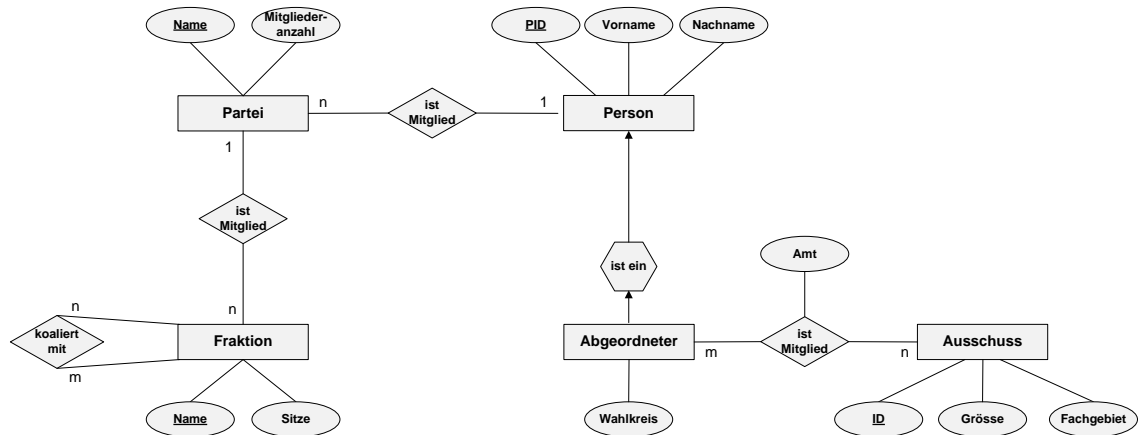 Name
Mitglieder-
anzahl
PID
Vorname
Nachname
Partei
n
ist
Mitglied
1
Person
1
ist
Mitglied
n
ist ein
Amt
n
koaliert
mit
m
Fraktion
Abgeordneter
m
ist
Mitglied
n
Ausschuss
Name
Sitze
Wahlkreis
ID
Grösse
Fachgebiet